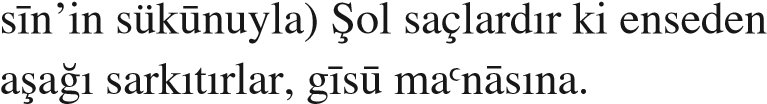 sīn’in sükūnuyla) Şol saçlardır ki enseden
aşağı sarkıtırlar, gīsū maʿnāsına.